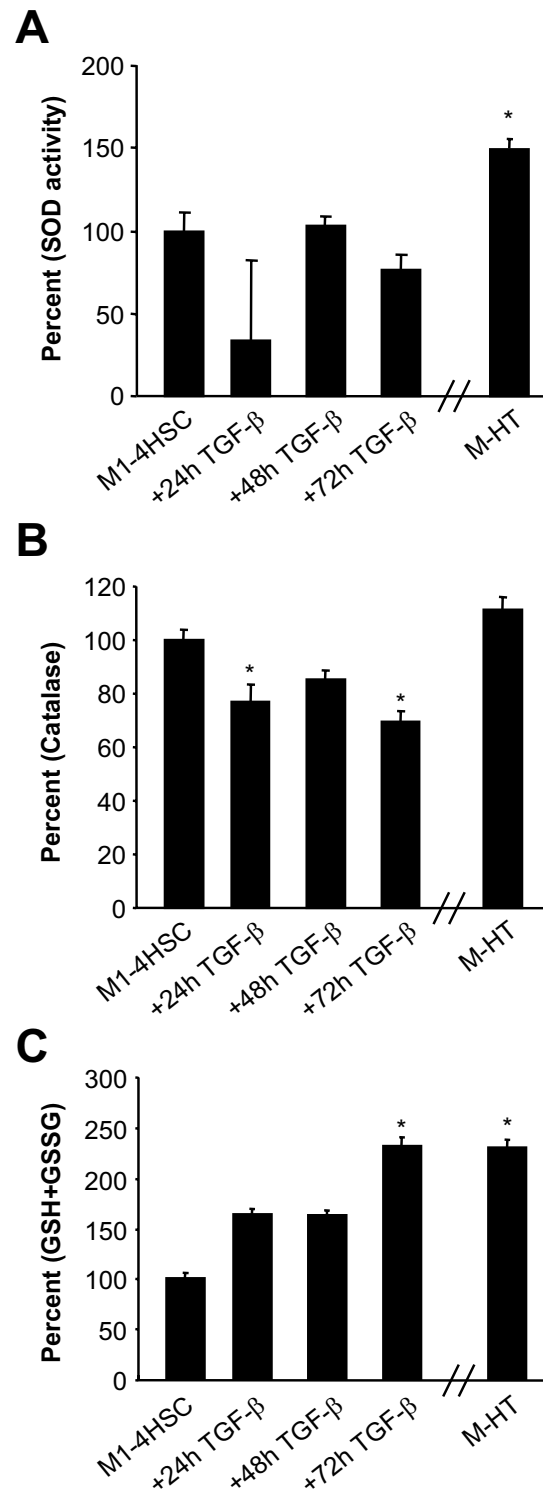 A
Percent (SOD activity)
200
150
100
50
0
*
M1-4HSC
+24h TGF-β
+48h TGF-β
+72h TGF-β
M-HT
B
Percent (Catalase)
120
100
80
60
40
20
0
*
*
M1-4HSC
+24h TGF-β
+48h TGF-β
+72h TGF-β
M-HT
C
Percent (GSH+GSSG)
300
250
200
150
100
50
0
*
*
M1-4HSC
+24h TGF-β
+48h TGF-β
+72h TGF-β
M-HT